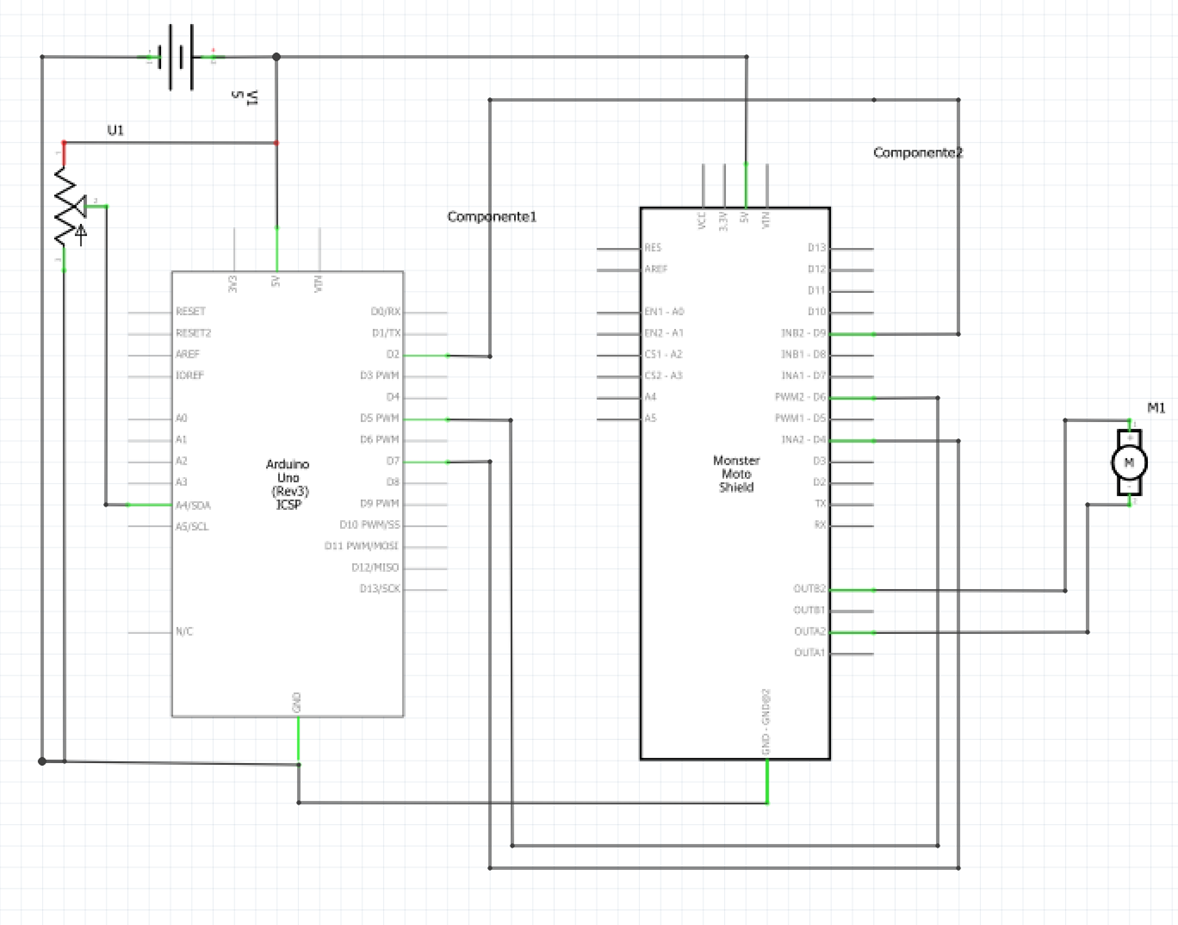 V1
5
U1
Componente2
Componente1
3V3
5V
VIN
RESET
RESET2
AREF
IOREF
A0
A1
A2
A3
A4/SDA
A5/SCL
N/C
D0/RX
D1/TX
D2
D3 PWM
D4
D5 PWM
D6 PWM
D7
D8
D9 PWM
D10 PWM/SS
D11 PWM/MOSI
D12/MISO
D13/SCK
Arduino
Uno
(Rev3)
ICSP
GND
VCC
3.3V
5V
VIN
RES
AREF
EN1 - A0
EN2 - A1
CS1 - A2
CS2 - A3
A4
A5
D13
D12
D11
D10
INB2 - D9
INB1 - D8
INA1 - D7
PWM2 - D6
PWM1 - D5
INA2 - D4
D3
D2
TX
RX
OUTB2
OUTB1
OUTA2
OUTA1
Monster
Moto
Shield
GND - GND@2
M1
M